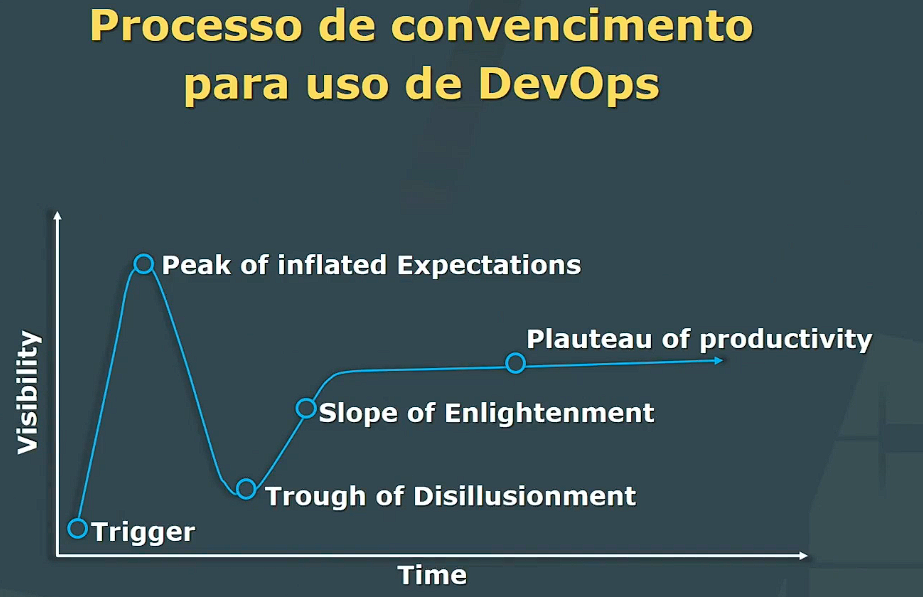 Processo de convencimento
para uso de DevOps
Visibility
Peak of inflated Expectations
Plauteau of productivity
Slope of Enlightenment
Trough of Disillusionment
Trigger
Time